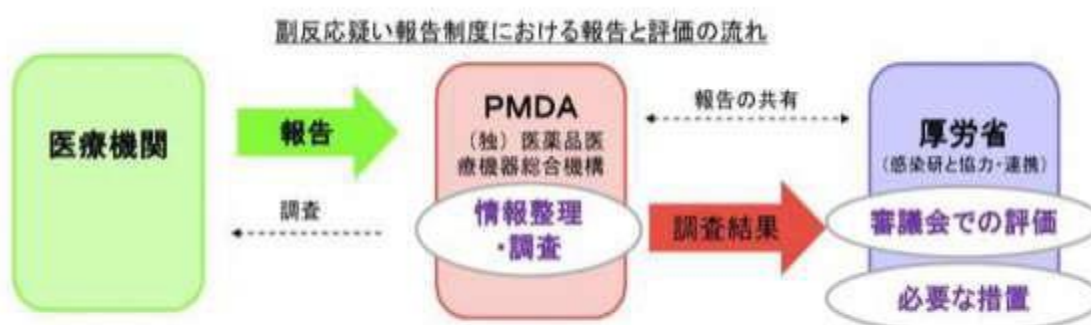 副反応疑い報告制度における報告と評価の流れ
医療機関
報告
調査
PMDA
（独）医薬品医
療機器総合機構
情報整理
・調査
報告の共有
調査結果
厚労省
（感染研と協力・連携）
審議会での評価
必要な措置